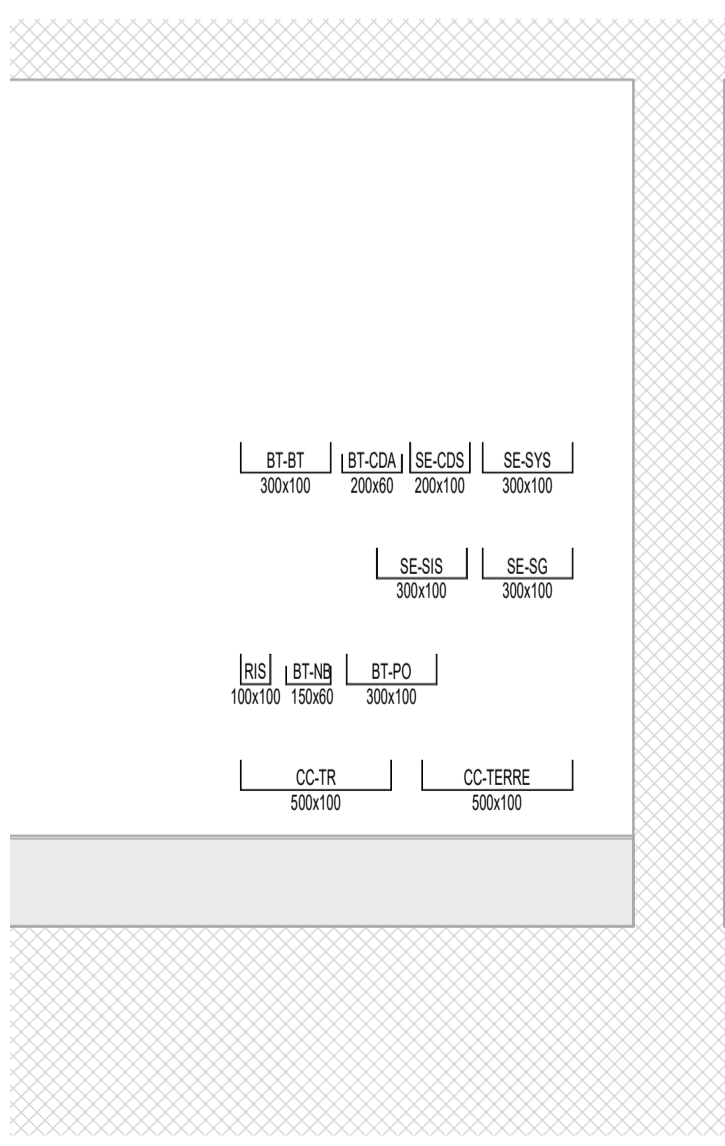 BT-BT BT-CDA SE-CDS SE-SYS
300x100 200x60 200x100 300x100
SE-SIS SE-SG
300x100 300x100
RIS BT-NB BT-PO
100x100 150x60 300x100
CC-TR CC-TERRE
500x100 500x100